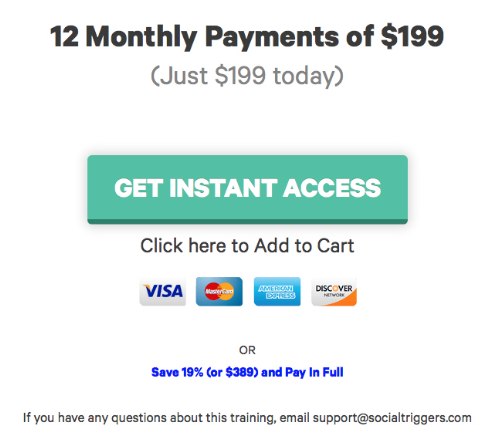 12 Monthly Payments of $199
(Just $199 today)
GET INSTANT ACCESS
Click here to Add to Cart
VISA MasterCard AMERICAN EXPRESS DISCOVER NETWORK
OR
Save 19% (or $389) and Pay In Full
If you have any questions about this training, email support@socialtriggers.com